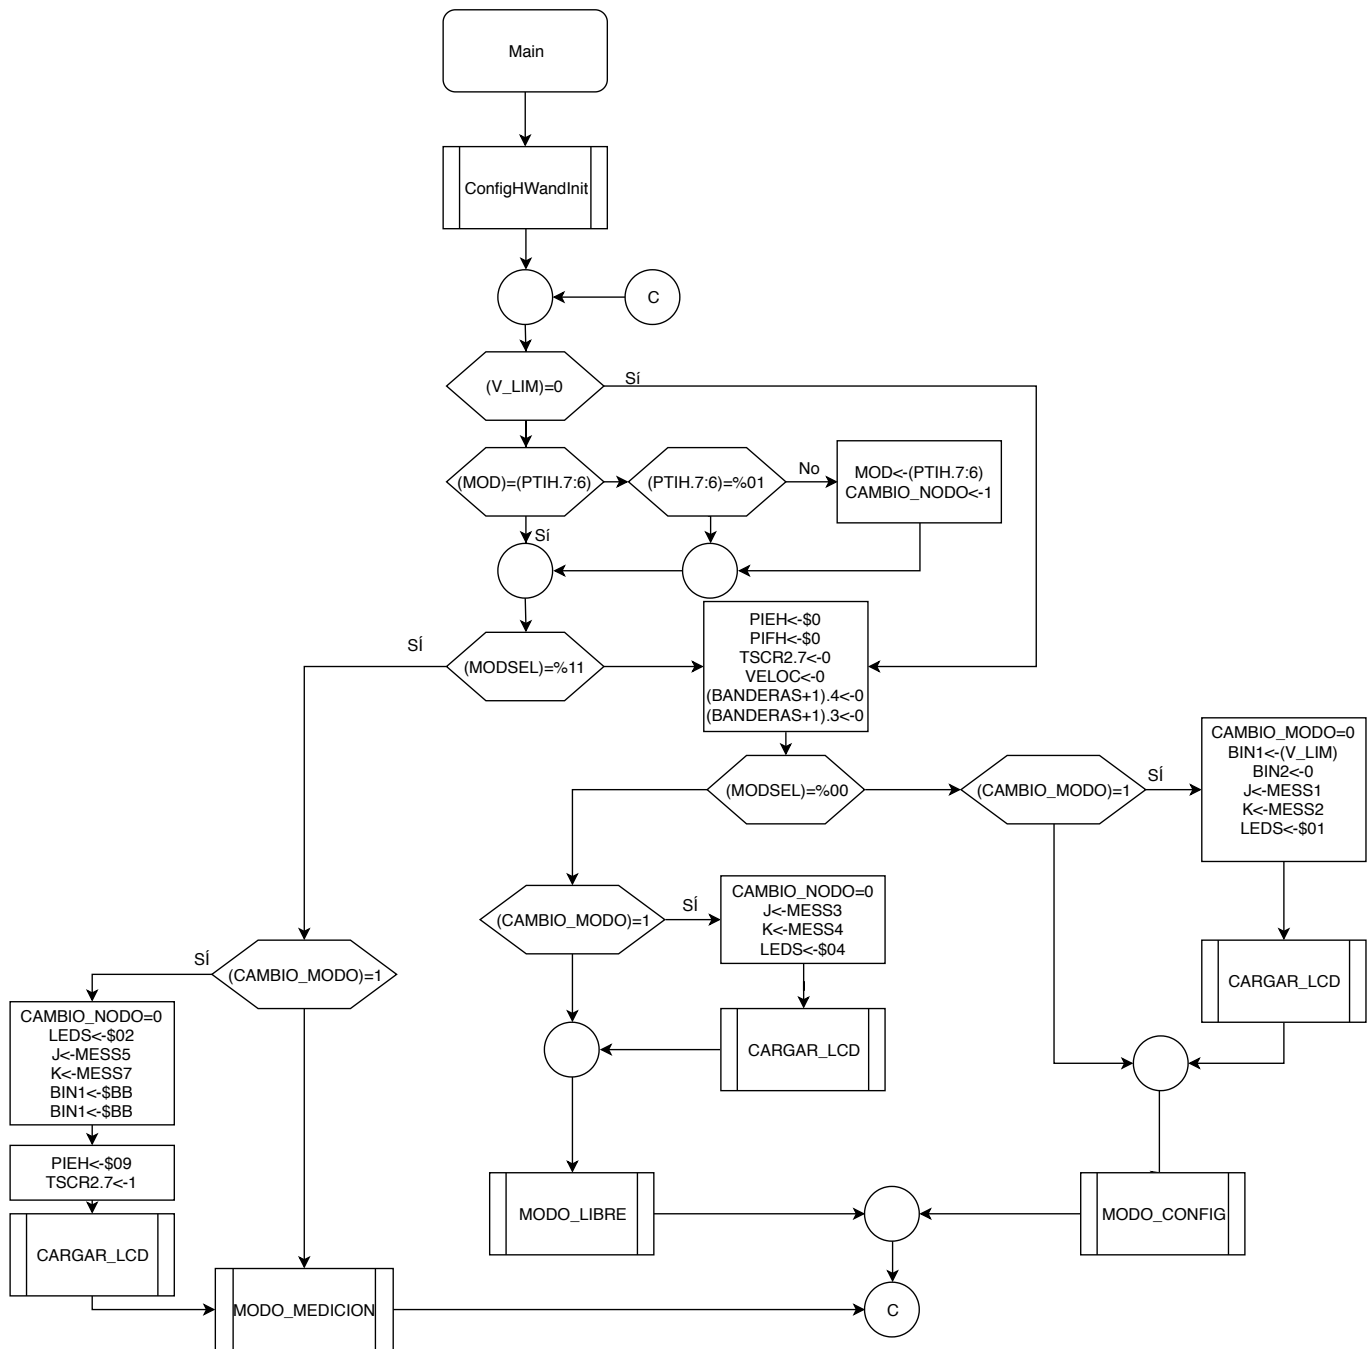 Main
ConfigHWandInit
C
(V_LIM)=0
Sí
(MOD)=(PTIH.7:6)
(PTIH.7:6)=%01
No
MOD<-(PTIH.7:6)
CAMBIO_NODO<-1
Sí
PIEH<-$0
PIFH<-$0
TSCR2.7<-0
VELOC<-0
(BANDERAS+1).4<-0
(BANDERAS+1).3<-0
SÍ
(MODSEL)=%11
(MODSEL)=%00
(CAMBIO_MODO)=1
SÍ
CAMBIO_MODO=0
BIN1<-(V_LIM)
BIN2<-0
J<-MESS1
K<-MESS2
LEDS<-$01
(CAMBIO_MODO)=1
SÍ
CAMBIO_NODO=0
J<-MESS3
K<-MESS4
LEDS<-$04
SÍ
(CAMBIO_MODO)=1
CARGAR_LCD
CAMBIO_NODO=0
LEDS<-$02
J<-MESS5
K<-MESS7
BIN1<-$BB
BIN1<-$BB
CARGAR_LCD
PIEH<-$09
TSCR2.7<-1
MODO_LIBRE
MODO_CONFIG
CARGAR_LCD
MODO_MEDICION
C